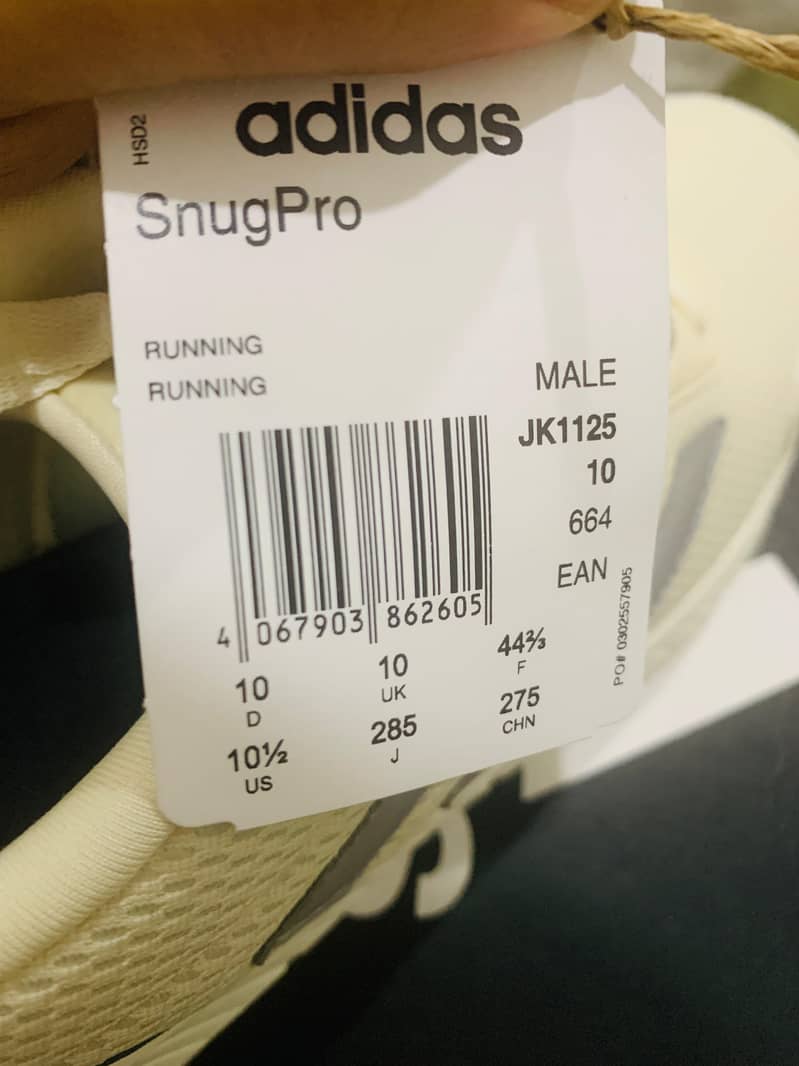 HSD2
adidas
SnugPro
RUNNING
RUNNING
MALE
JK1125
10
664
EAN
4 067903 862605
PO# 0302557905
10 10 44⅔
D UK F
10½ 285 275
US J CHN